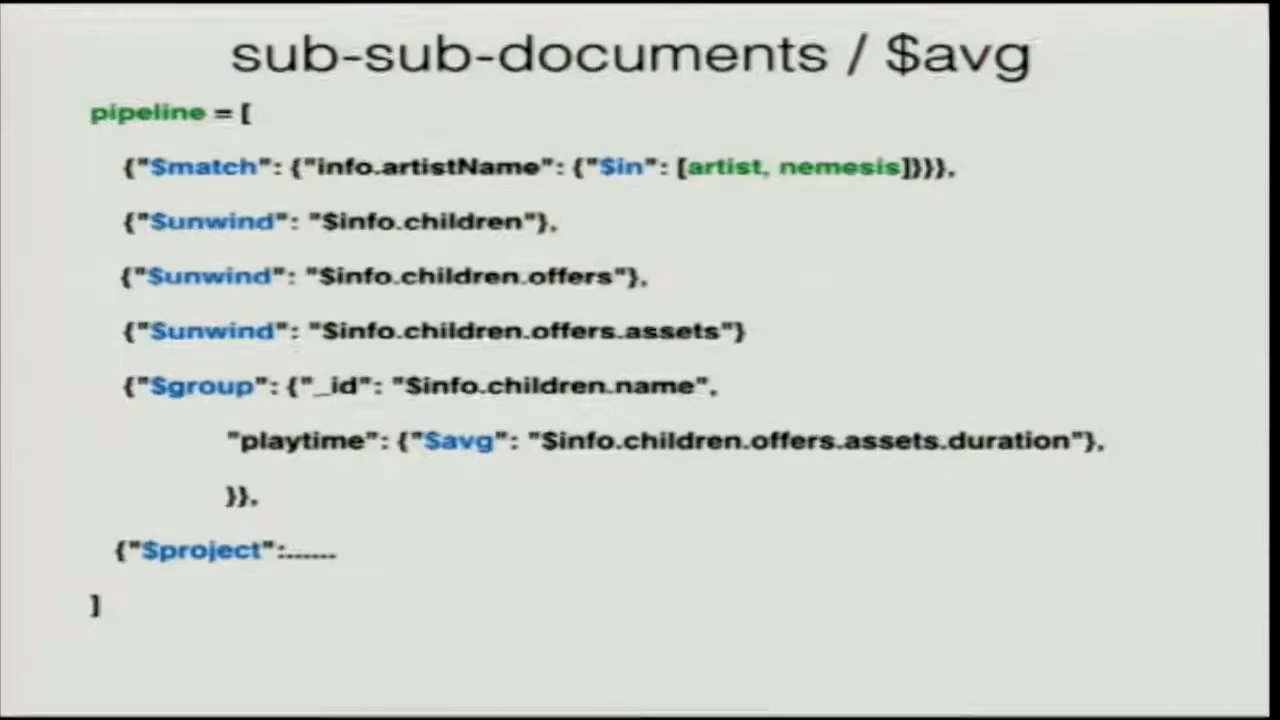 sub-sub-documents / $avg
pipeline = [
{"$match": {"info.artistName": {"$in": [artist, nemesis]}}},
{"$unwind": "$info.children"},
{"$unwind": "$info.children.offers"},
{"$unwind": "$info.children.offers.assets"}
{"$group": {"_id": "$info.children.name",
"playtime": {"$avg": "$info.children.offers.assets.duration"},
}},
{"$project":......
]